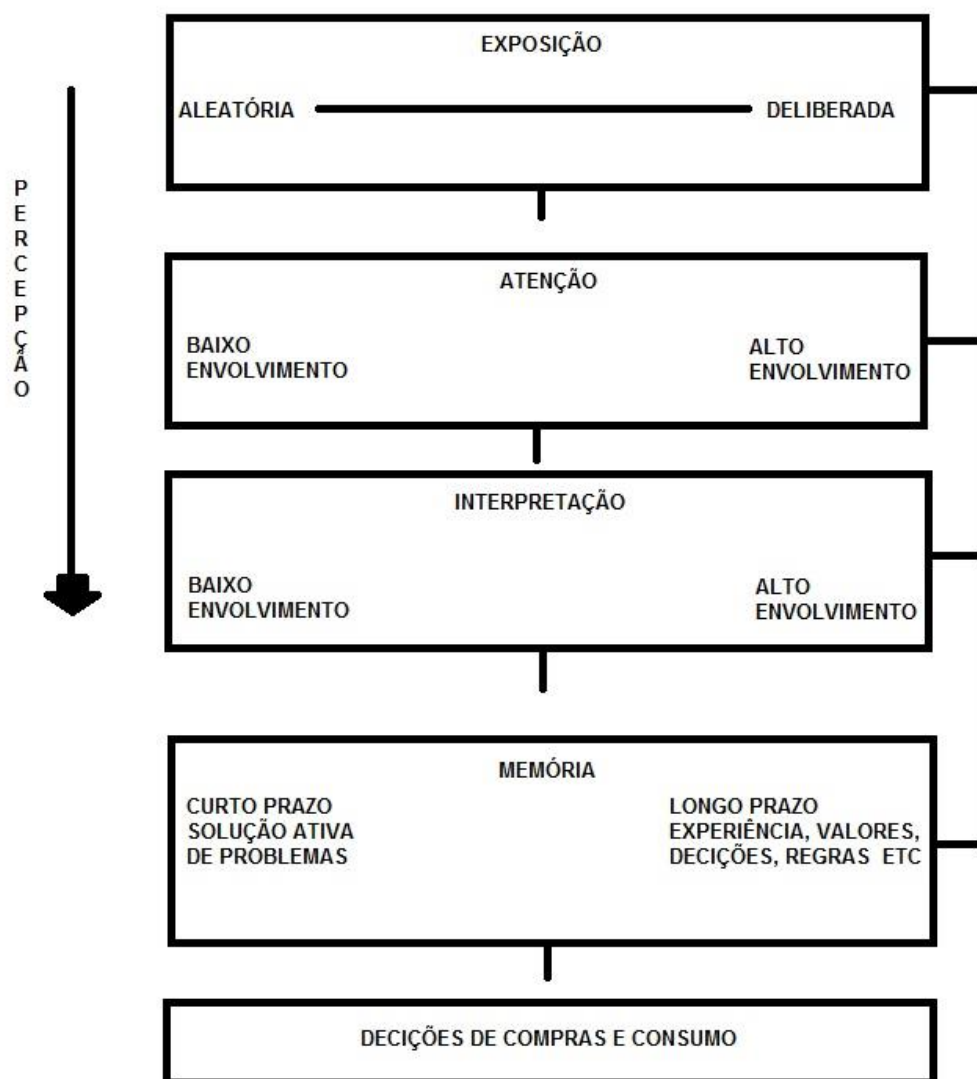 EXPOSIÇÃO
ALEATÓRIA DELIBERADA
PERCEPÇÃO
ATENÇÃO
BAIXO
ENVOLVIMENTO
ALTO
ENVOLVIMENTO
INTERPRETAÇÃO
BAIXO
ENVOLVIMENTO
ALTO
ENVOLVIMENTO
MEMÓRIA
CURTO PRAZO
SOLUÇÃO ATIVA
DE PROBLEMAS
LONGO PRAZO
EXPERIÊNCIA, VALORES,
DECIÇÕES, REGRAS ETC
DECIÇÕES DE COMPRAS E CONSUMO